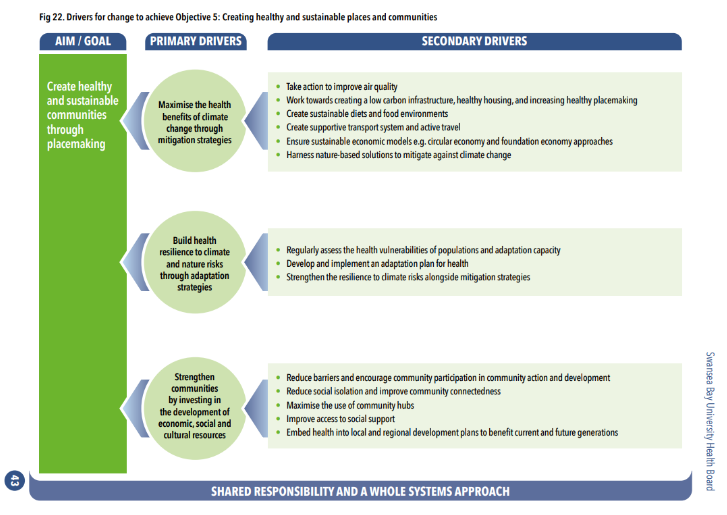 Fig 22. Drivers for change to achieve Objective 5: Creating healthy and sustainable places and communities
AIM / GOAL
PRIMARY DRIVERS
SECONDARY DRIVERS
Create healthy
and sustainable
communities
through
placemaking
Maximise the health
benefits of climate
change through
mitigation strategies
• Take action to improve air quality
• Work towards creating a low carbon infrastructure, healthy housing, and increasing healthy placemaking
• Create sustainable diets and food environments
• Create supportive transport system and active travel
• Ensure sustainable economic models e.g. circular economy and foundation economy approaches
• Harness nature-based solutions to mitigate against climate change
Build health
resilience to climate
and nature risks
through adaptation
strategies
• Regularly assess the health vulnerabilities of populations and adaptation capacity
• Develop and implement an adaptation plan for health
• Strengthen the resilience to climate risks alongside mitigation strategies
Strengthen
communities
by investing in
the development of
economic, social and
cultural resources
• Reduce barriers and encourage community participation in community action and development
• Reduce social isolation and improve community connectedness
• Maximise the use of community hubs
• Improve access to social support
• Embed health into local and regional development plans to benefit current and future generations
SHARED RESPONSIBILITY AND A WHOLE SYSTEMS APPROACH
Swansea Bay University Health Board
43